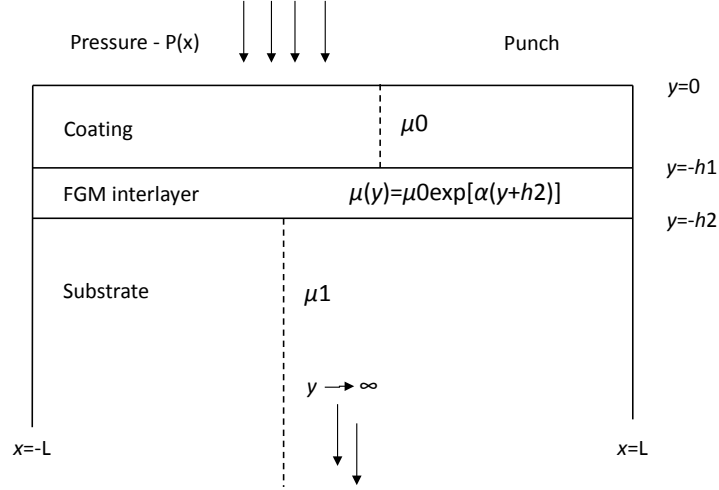 Pressure - P(x) Punch
y=0
Coating μ0
y=-h1
FGM interlayer μ(y)=μ0exp[α(y+h2)]
y=-h2
Substrate μ1
y → ∞
x=-L x=L